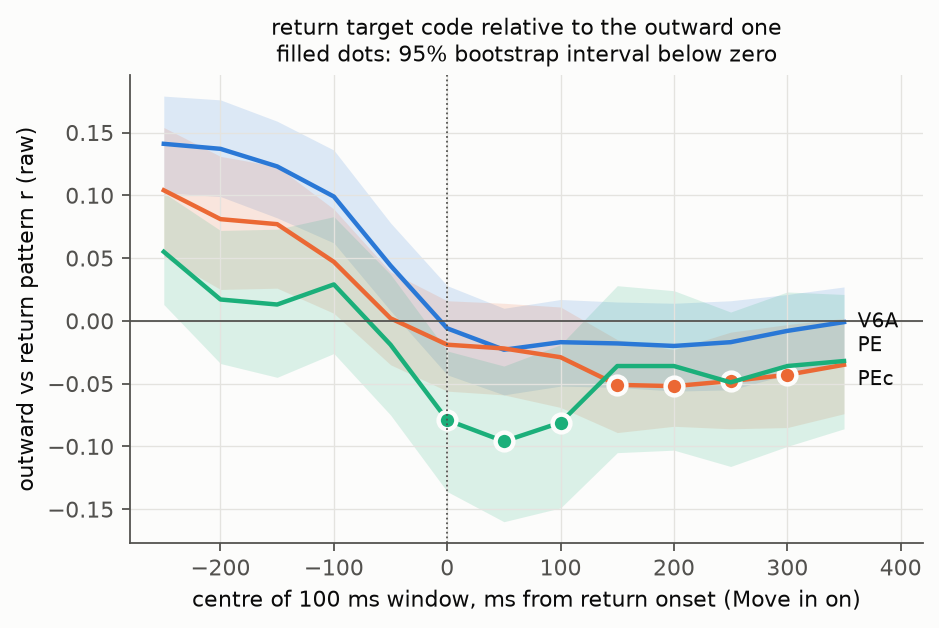 return target code relative to the outward one
filled dots: 95% bootstrap interval below zero
outward vs return pattern r (raw)
0.15
0.10
0.05
0.00
−0.05
−0.10
−0.15
V6A
PE
PEc
−200
−100
0
100
200
300
400
centre of 100 ms window, ms from return onset (Move in on)